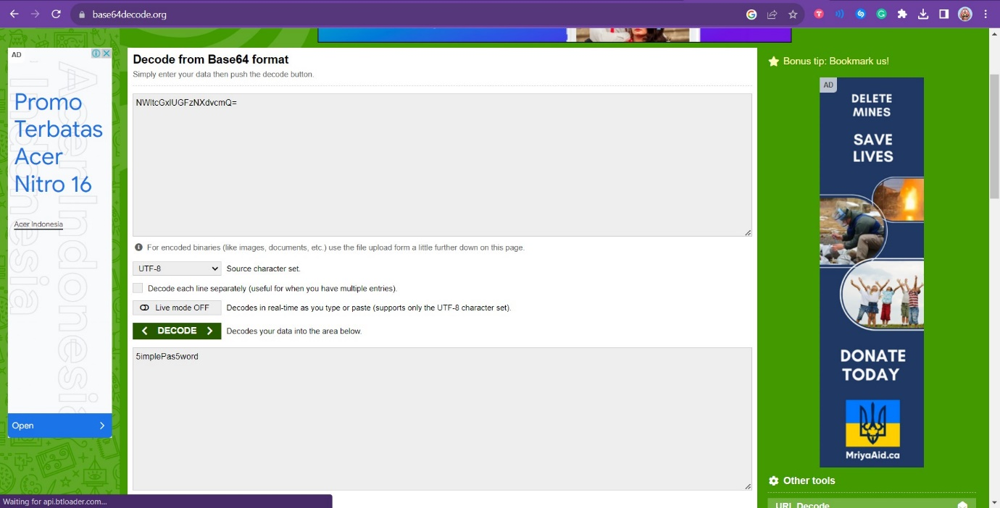 base64decode.org
AD
Promo
Terbatas
Acer
Nitro 16
Acer Indonesia
Acer Indonesia
Open
Decode from Base64 format
Simply enter your data then push the decode button.
NWltcGxlUGFzNXdvcmQ=
For encoded binaries (like images, documents, etc.) use the file upload form a little further down on this page.
UTF-8 Source character set.
Decode each line separately (useful for when you have multiple entries).
Live mode OFF Decodes in real-time as you type or paste (supports only the UTF-8 character set).
< DECODE > Decodes your data into the area below.
5implePas5word
Bonus tip: Bookmark us!
AD
DELETE
MINES
SAVE
LIVES
DONATE
TODAY
MriyaAid.ca
Other tools
URL Decode
Waiting for api.btloader.com...